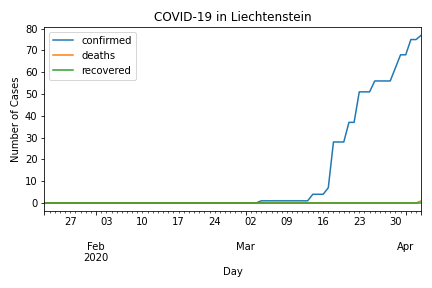 COVID-19 in Liechtenstein
confirmed
deaths
recovered
Number of Cases
80
70
60
50
40
30
20
10
0
27 03 10 17 24 02 09 16 23 30
Feb Mar Apr
2020
Day